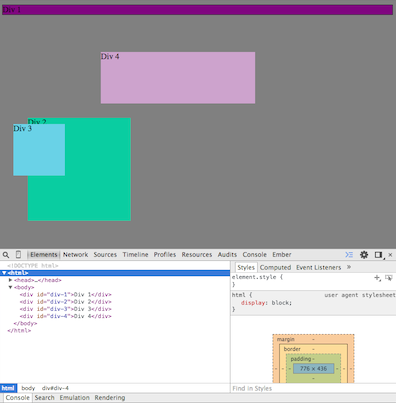 Div 1
Div 4
Div 2
Div 3
Elements Network Sources Timeline Profiles Resources Audits Console Ember
<!DOCTYPE html>
<html>
<head>…</head>
<body>
<div id="div-1">Div 1</div>
<div id="div-2">Div 2</div>
<div id="div-3">Div 3</div>
<div id="div-4">Div 4</div>
</body>
</html>
Styles Computed Event Listeners »
element.style {
}
html { user agent stylesheet
display: block;
}
margin -
border -
padding -
776 × 436
html body div#div-4
Find in Styles
Console Search Emulation Rendering